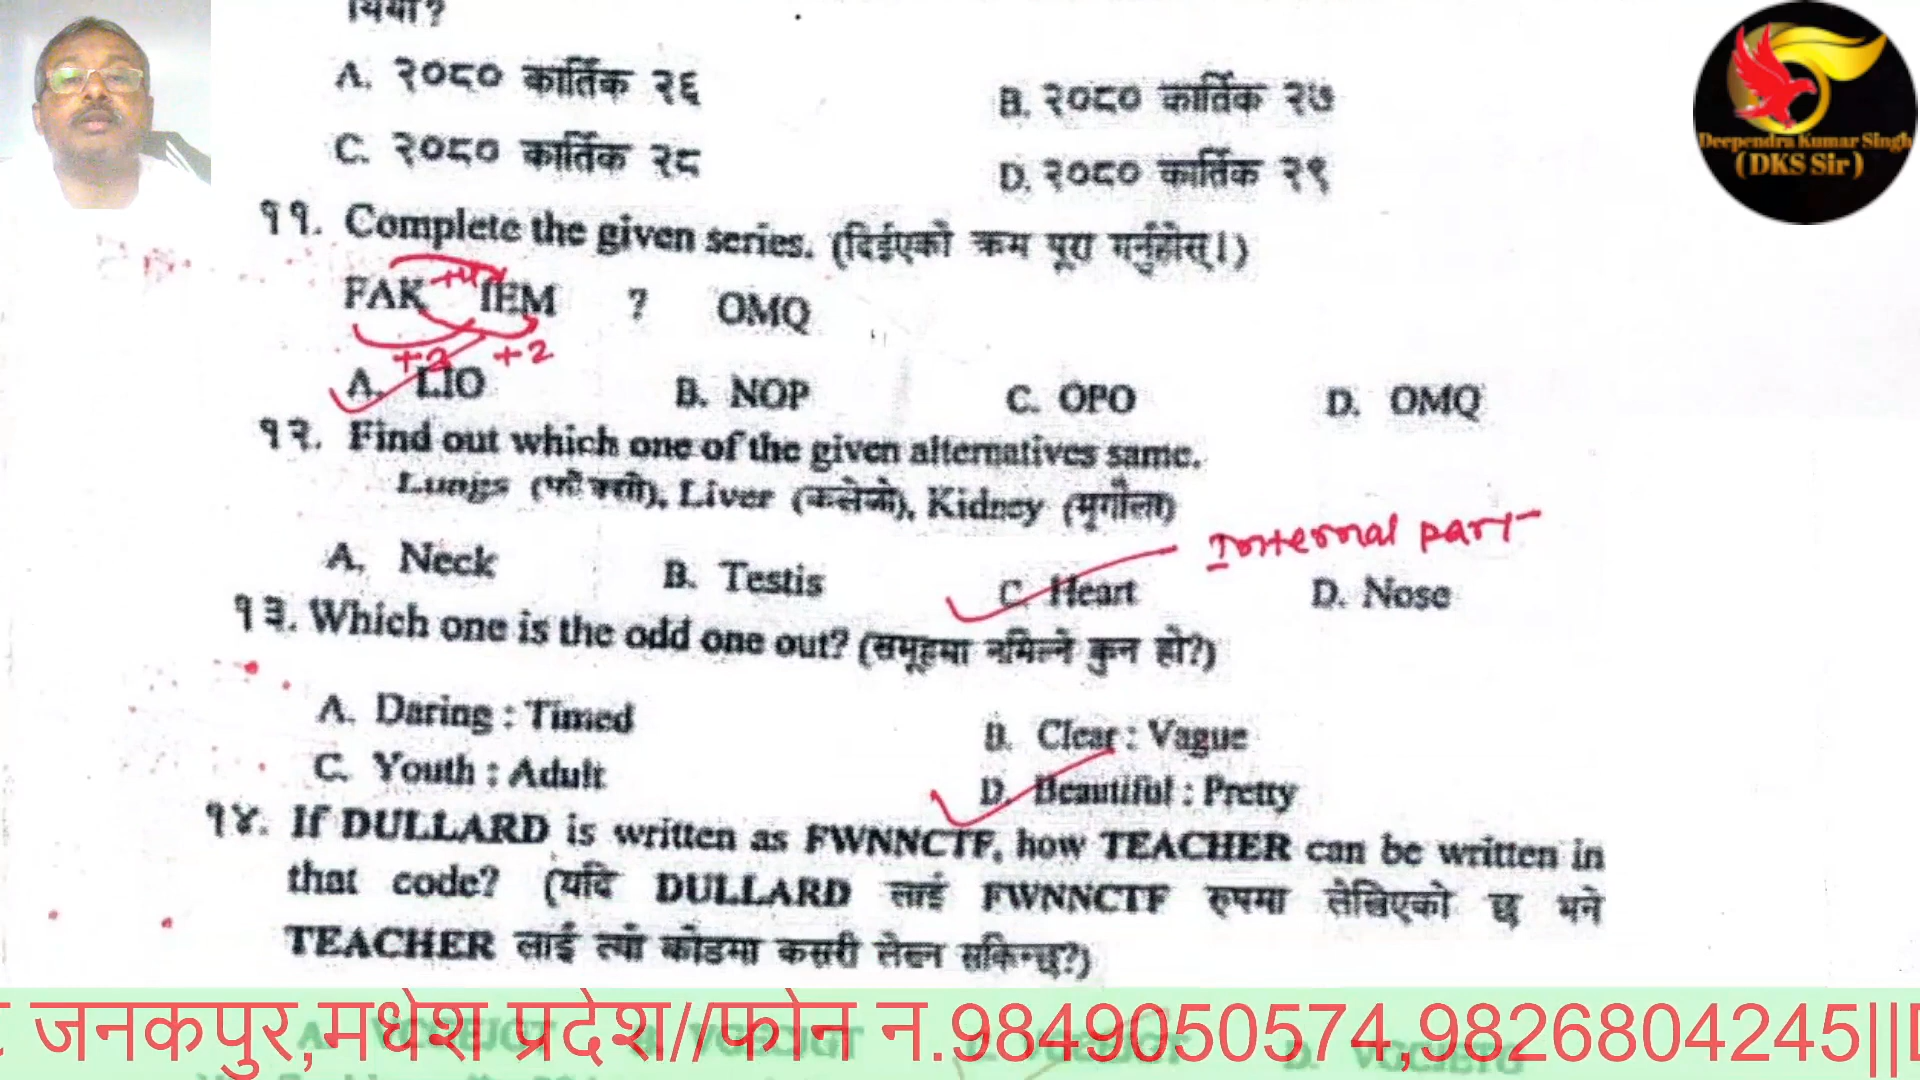 थियो?
A. २०८० कार्तिक २६
B. २०८० कार्तिक २७
C. २०८० कार्तिक २८
D. २०८० कार्तिक २९
Deependra Kumar Singh
(DKS Sir)
११. Complete the given series. (दिईएको क्रम पूरा गर्नुहोस्।)
+4
FAK IEM ? OMQ
+3 +2
A. LIO B. NOP C. OPO D. OMQ
१२. Find out which one of the given alternatives same.
Lungs (फोक्सो), Liver (कलेजो), Kidney (मृगौला)
Internal part
A. Neck B. Testis C. Heart D. Nose
१३. Which one is the odd one out? (समूहमा नमिल्ने कुन हो?)
A. Daring : Timed
B. Clear : Vague
C. Youth : Adult
D. Beautiful : Pretty
१४. If DULLARD is written as FWNNCTF, how TEACHER can be written in
that code? (यदि DULLARD लाई FWNNCTF रुपमा लेखिएको छ भने
TEACHER लाई त्यो कोडमा कसरी लेख्न सकिन्छ?)
जनकपुर,मधेश प्रदेश//फोन न.9849050574,9826804245||